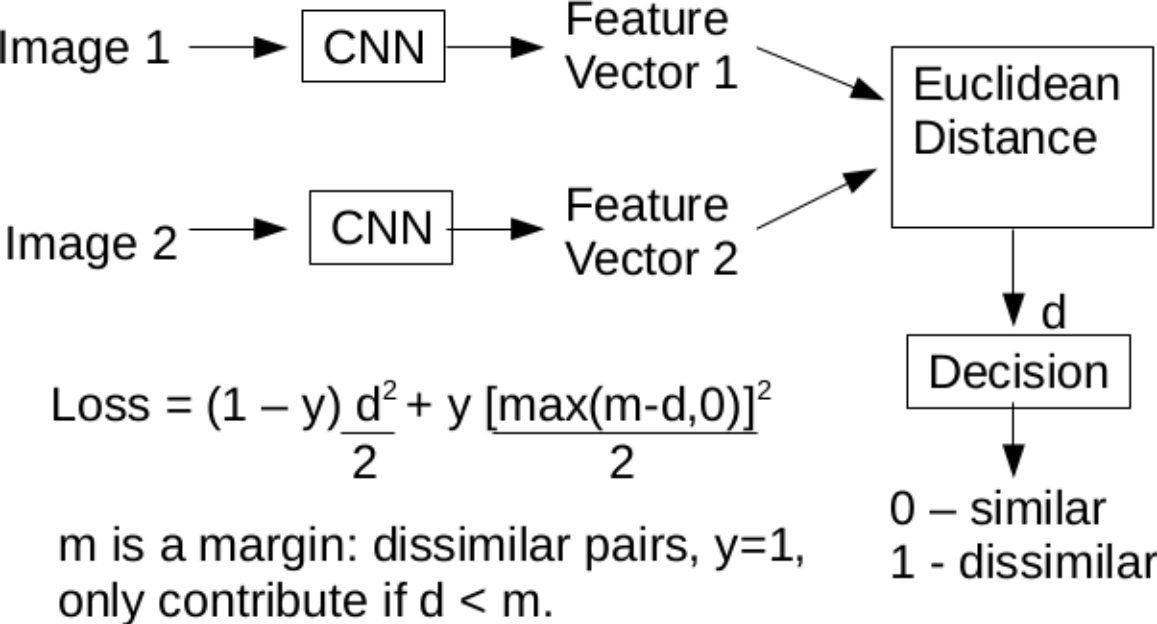 Image 1
CNN
Feature
Vector 1
Euclidean
Distance
Image 2
CNN
Feature
Vector 2
d
Decision
Loss = (1 – y) d² + y [max(m-d,0)]²
2 2
0 – similar
1 - dissimilar
m is a margin: dissimilar pairs, y=1,
only contribute if d < m.